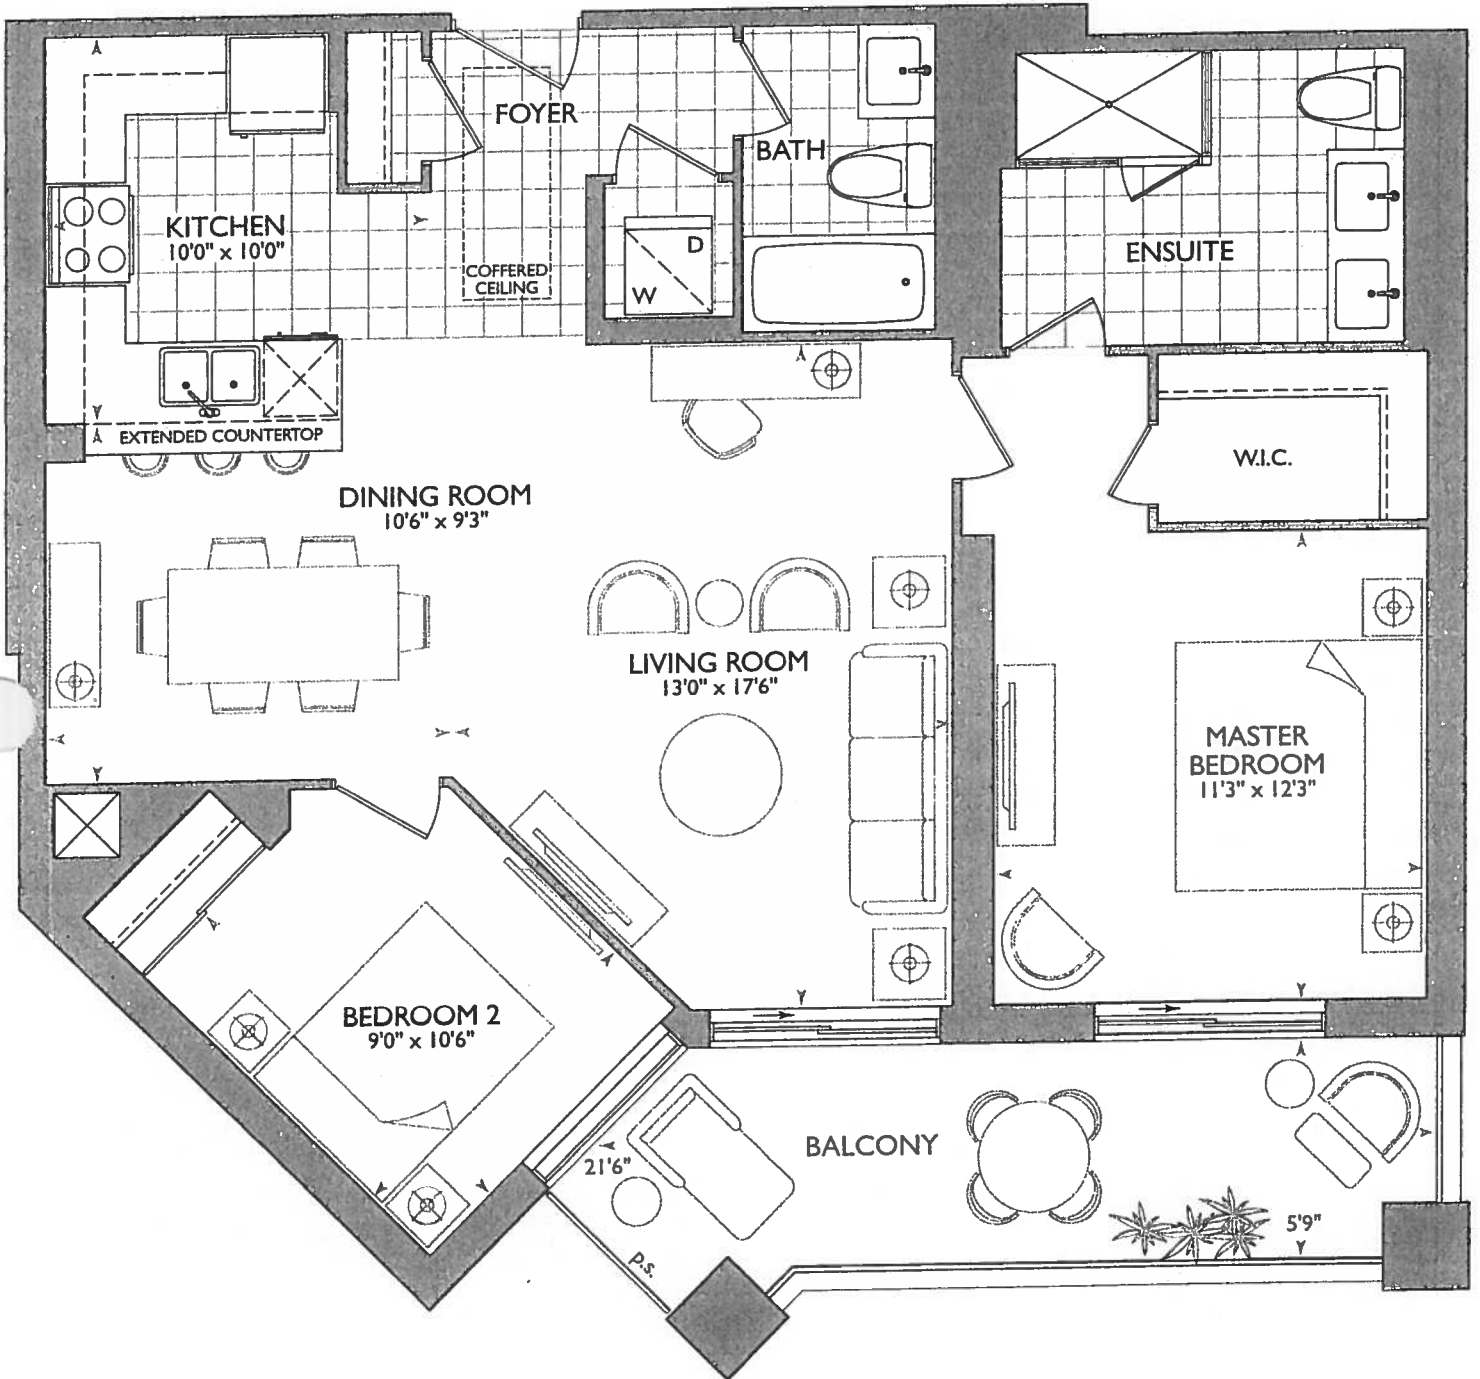 FOYER
BATH
KITCHEN
10'0" x 10'0"
ENSUITE
D
COFFERED
CEILING
W
EXTENDED COUNTERTOP
W.I.C.
DINING ROOM
10'6" x 9'3"
LIVING ROOM
13'0" x 17'6"
MASTER
BEDROOM
11'3" x 12'3"
BEDROOM 2
9'0" x 10'6"
BALCONY
21'6"
5'9"
P.S.